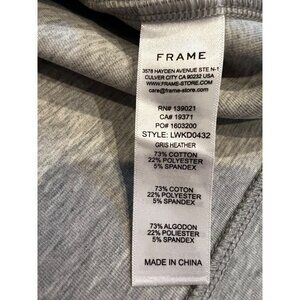 FRAME
3578 HAYDEN AVENUE STE N-1
CULVER CITY CA 90232 USA
WWW.FRAME-STORE.COM
care@frame-store.com
RN# 139021
CA# 19371
PO# 1603200
STYLE: LWKD0432
GRIS HEATHER
73% COTTON
22% POLYESTER
5% SPANDEX
73% COTON
22% POLYESTER
5% SPANDEX
73% ALGODON
22% POLIESTER
5% SPANDEX
MADE IN CHINA